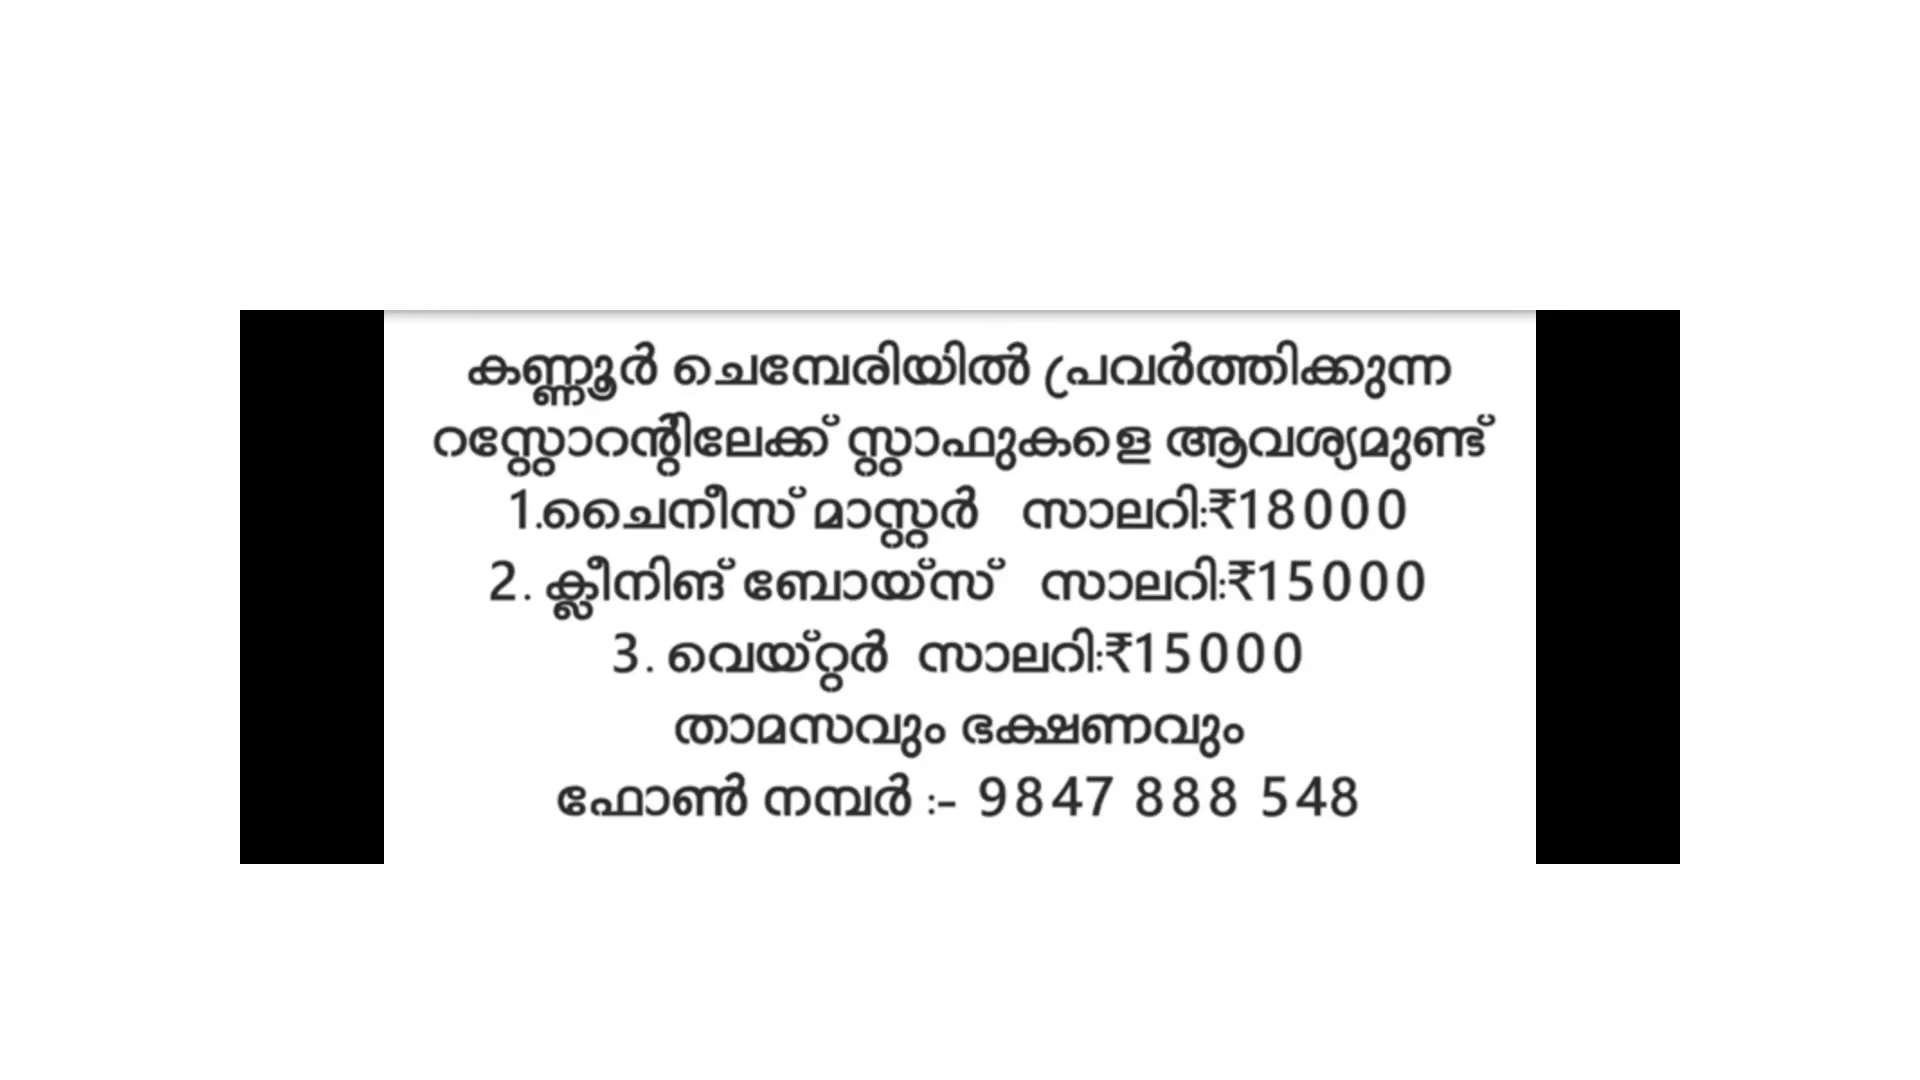 കണ്ണൂർ ചെമ്പേരിയിൽ പ്രവർത്തിക്കുന്ന
റസ്റ്റോറന്റിലേക്ക് സ്റ്റാഫുകളെ ആവശ്യമുണ്ട്
1.ചൈനീസ് മാസ്റ്റർ സാലറി:₹18000
2. ക്ലീനിങ് ബോയ്സ് സാലറി:₹15000
3. വെയ്റ്റർ സാലറി:₹15000
താമസവും ഭക്ഷണവും
ഫോൺ നമ്പർ :- 9847 888 548